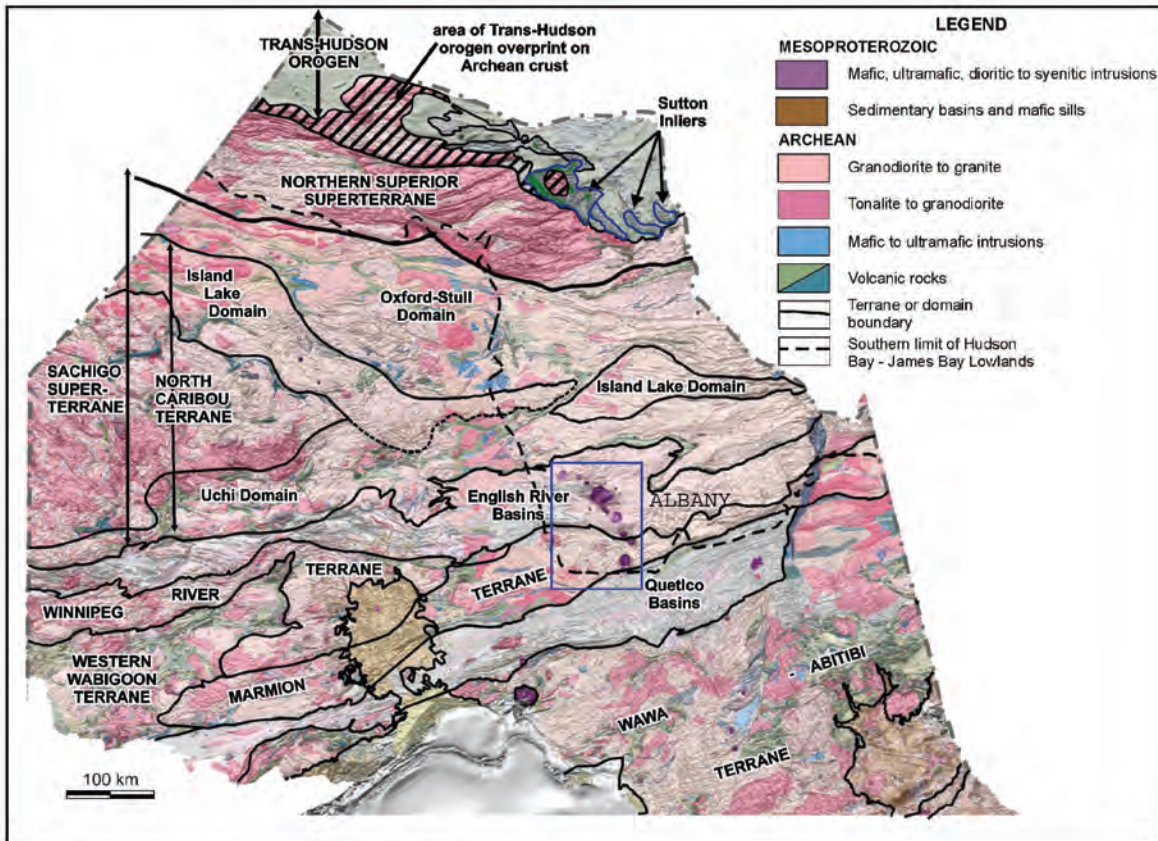 TRANS-HUDSON
OROGEN
area of Trans-Hudson
orogen overprint on
Archean crust
Sutton
Inliers
NORTHERN SUPERIOR
SUPERTERRANE
Island
Lake
Domain
Oxford-Stull
Domain
SACHIGO
SUPER-
TERRANE
NORTH
CARIBOU
TERRANE
Island Lake Domain
Uchi Domain
English River
Basins
ALBANY
TERRANE
TERRANE
RIVER
WINNIPEG
Quetico
Basins
WESTERN
WABIGOON
TERRANE
MARMION
- ABITIBI
WAWA
TERRANE
100 km
LEGEND
MESOPROTEROZOIC
Mafic, ultramafic, dioritic to syenitic intrusions
Sedimentary basins and mafic sills
ARCHEAN
Granodiorite to granite
Tonalite to granodiorite
Mafic to ultramafic intrusions
Volcanic rocks
Terrane or domain
boundary
Southern limit of Hudson
Bay - James Bay Lowlands